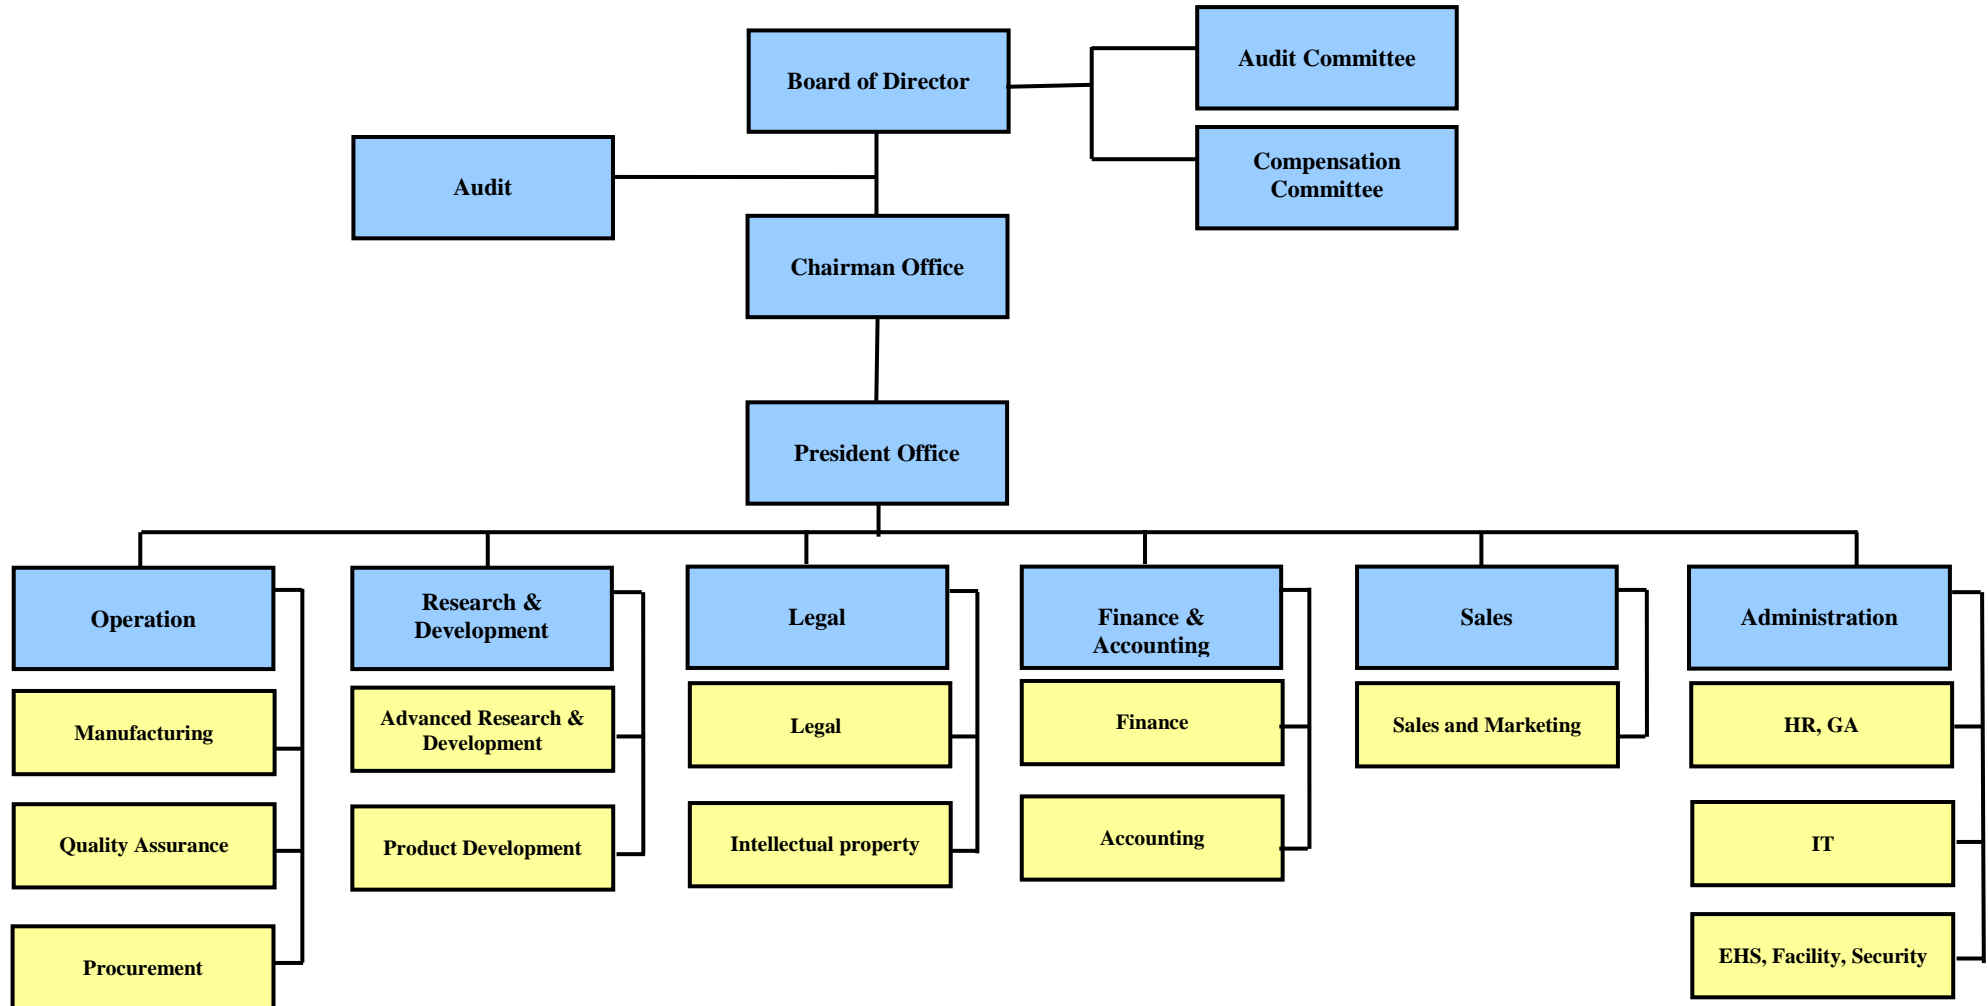 Board of Director
Audit Committee
Compensation
Committee
Audit
Chairman Office
President Office
Operation
Research &
Development
Legal
Finance &
Accounting
Sales
Administration
Manufacturing
Advanced Research &
Development
Legal
Finance
Sales and Marketing
HR, GA
Quality Assurance
Product Development
Intellectual property
Accounting
IT
Procurement
EHS, Facility, Security